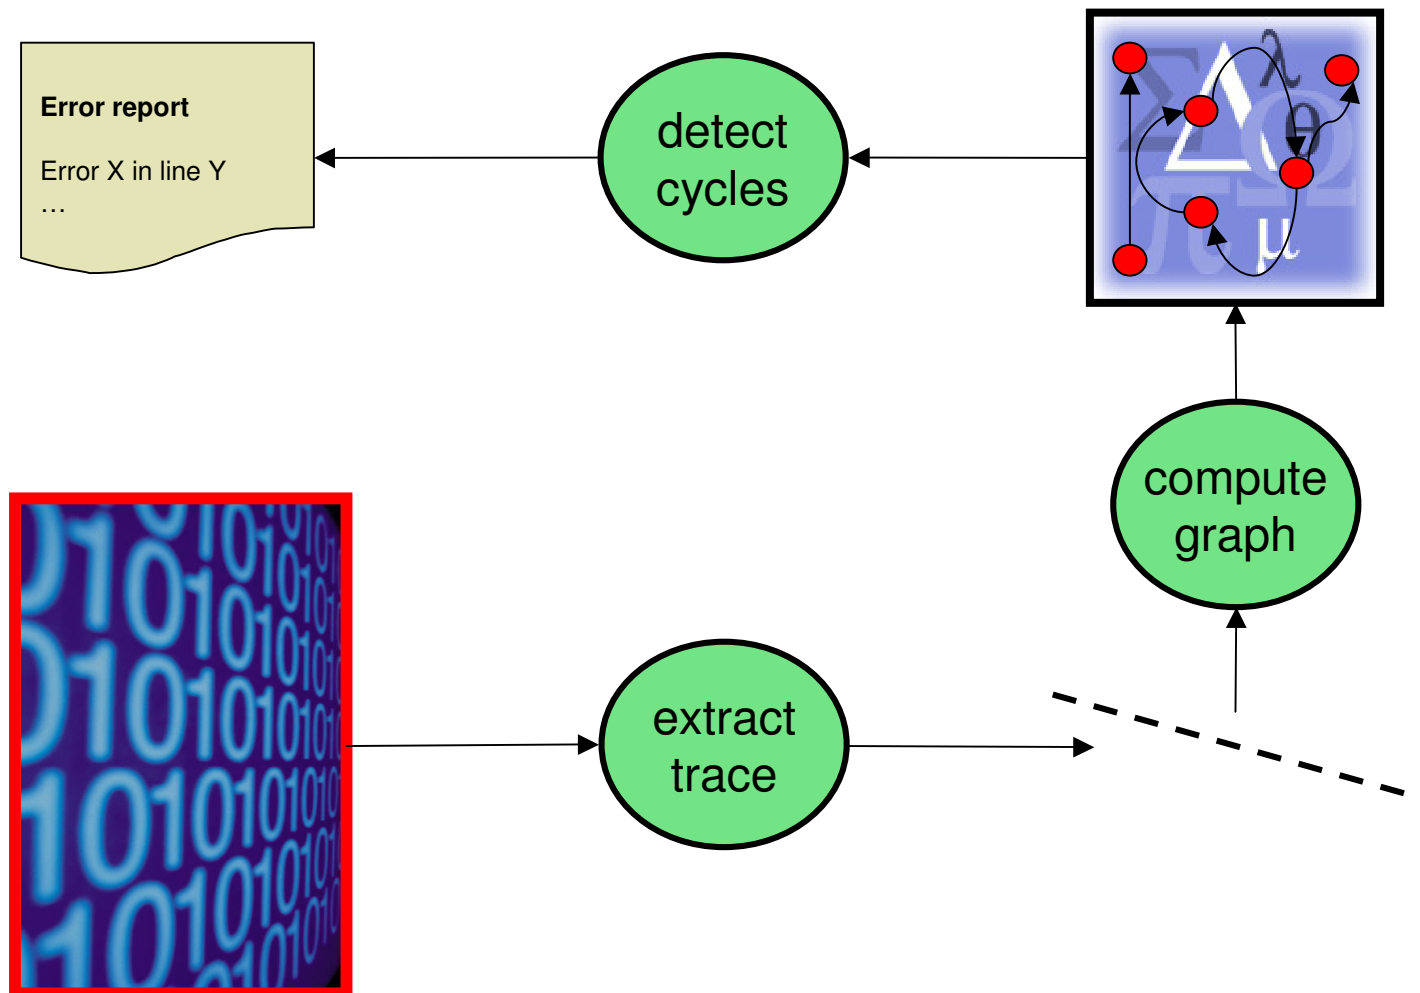 Error report
Error X in line Y
…
detect
cycles
Σ
Δ
λ
θ
Ω
π
μ
compute
graph
extract
trace